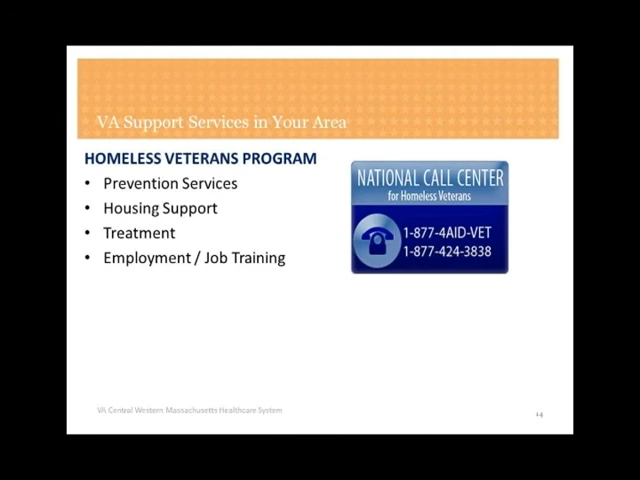 VA Support Services in Your Area
HOMELESS VETERANS PROGRAM
• Prevention Services
• Housing Support
• Treatment
• Employment / Job Training
NATIONAL CALL CENTER
for Homeless Veterans
1-877-4AID-VET
1-877-424-3838
VA Central Western Massachusetts Healthcare System
14